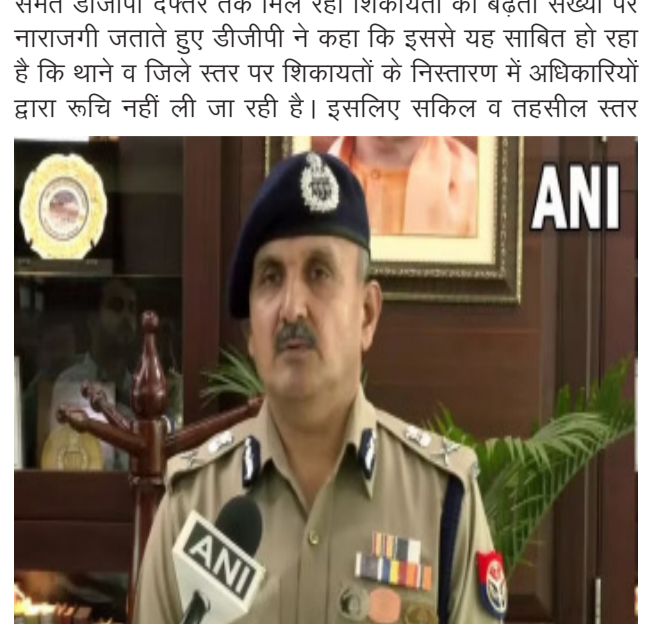 समेत डीजीपी दफ्तर तक मिल रही शिकायतों की बढ़ती संख्या पर
नाराजगी जताते हुए डीजीपी ने कहा कि इससे यह साबित हो रहा
है कि थाने व जिले स्तर पर शिकायतों के निस्तारण में अधिकारियों
द्वारा रूचि नहीं ली जा रही है। इसलिए सकिल व तहसील स्तर
ANI
ANI